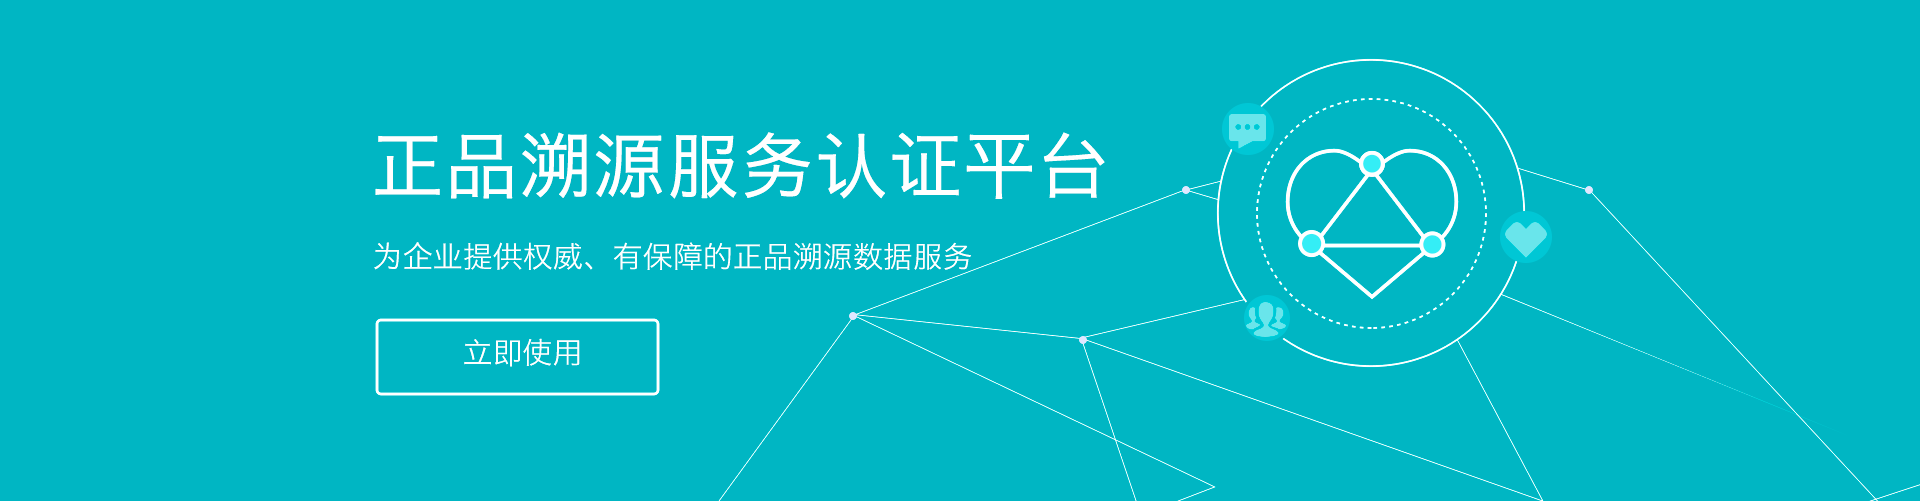 正品溯源服务认证平台
为企业提供权威、有保障的正品溯源数据服务
立即使用